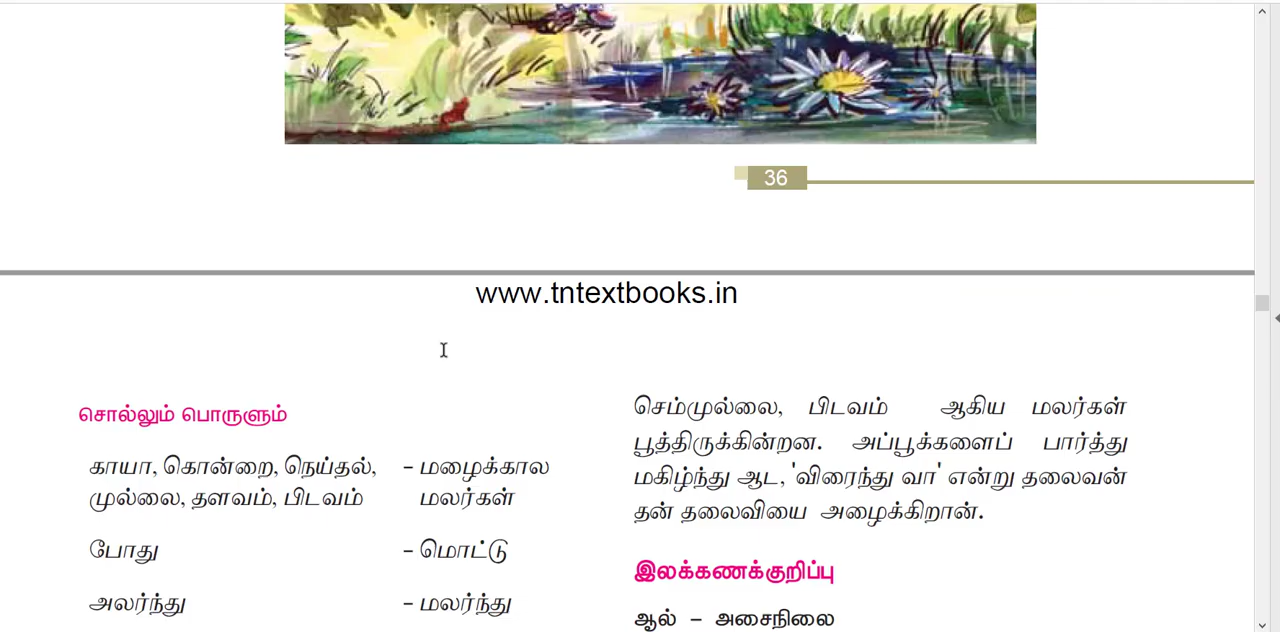 36
www.tntextbooks.in
சொல்லும் பொருளும்
காயா, கொன்றை, நெய்தல், – மழைக்கால
முல்லை, தளவம், பிடவம் மலர்கள்
போது – மொட்டு
அலர்ந்து – மலர்ந்து
செம்முல்லை, பிடவம் ஆகிய மலர்கள்
பூத்திருக்கின்றன. அப்பூக்களைப் பார்த்து
மகிழ்ந்து ஆட, 'விரைந்து வா' என்று தலைவன்
தன் தலைவியை அழைக்கிறான்.
இலக்கணக்குறிப்பு
ஆல் – அசைநிலை